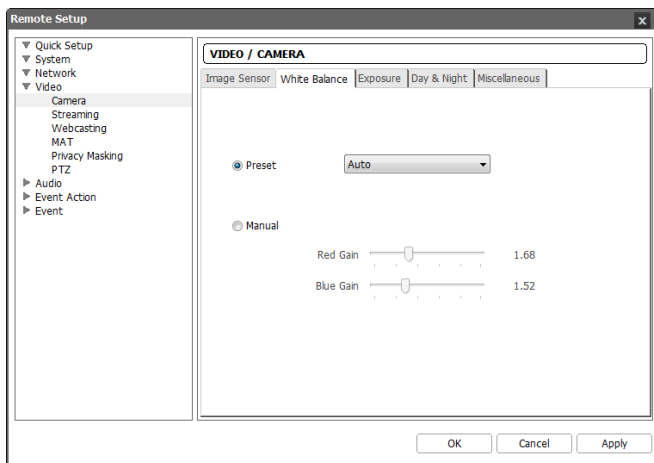 Remote Setup
x
Quick Setup
System
Network
Video
Camera
Streaming
Webcasting
MAT
Privacy Masking
PTZ
Audio
Event Action
Event
VIDEO / CAMERA
Image Sensor White Balance Exposure Day & Night Miscellaneous
Preset Auto
Manual
Red Gain 1.68
Blue Gain 1.52
OK Cancel Apply